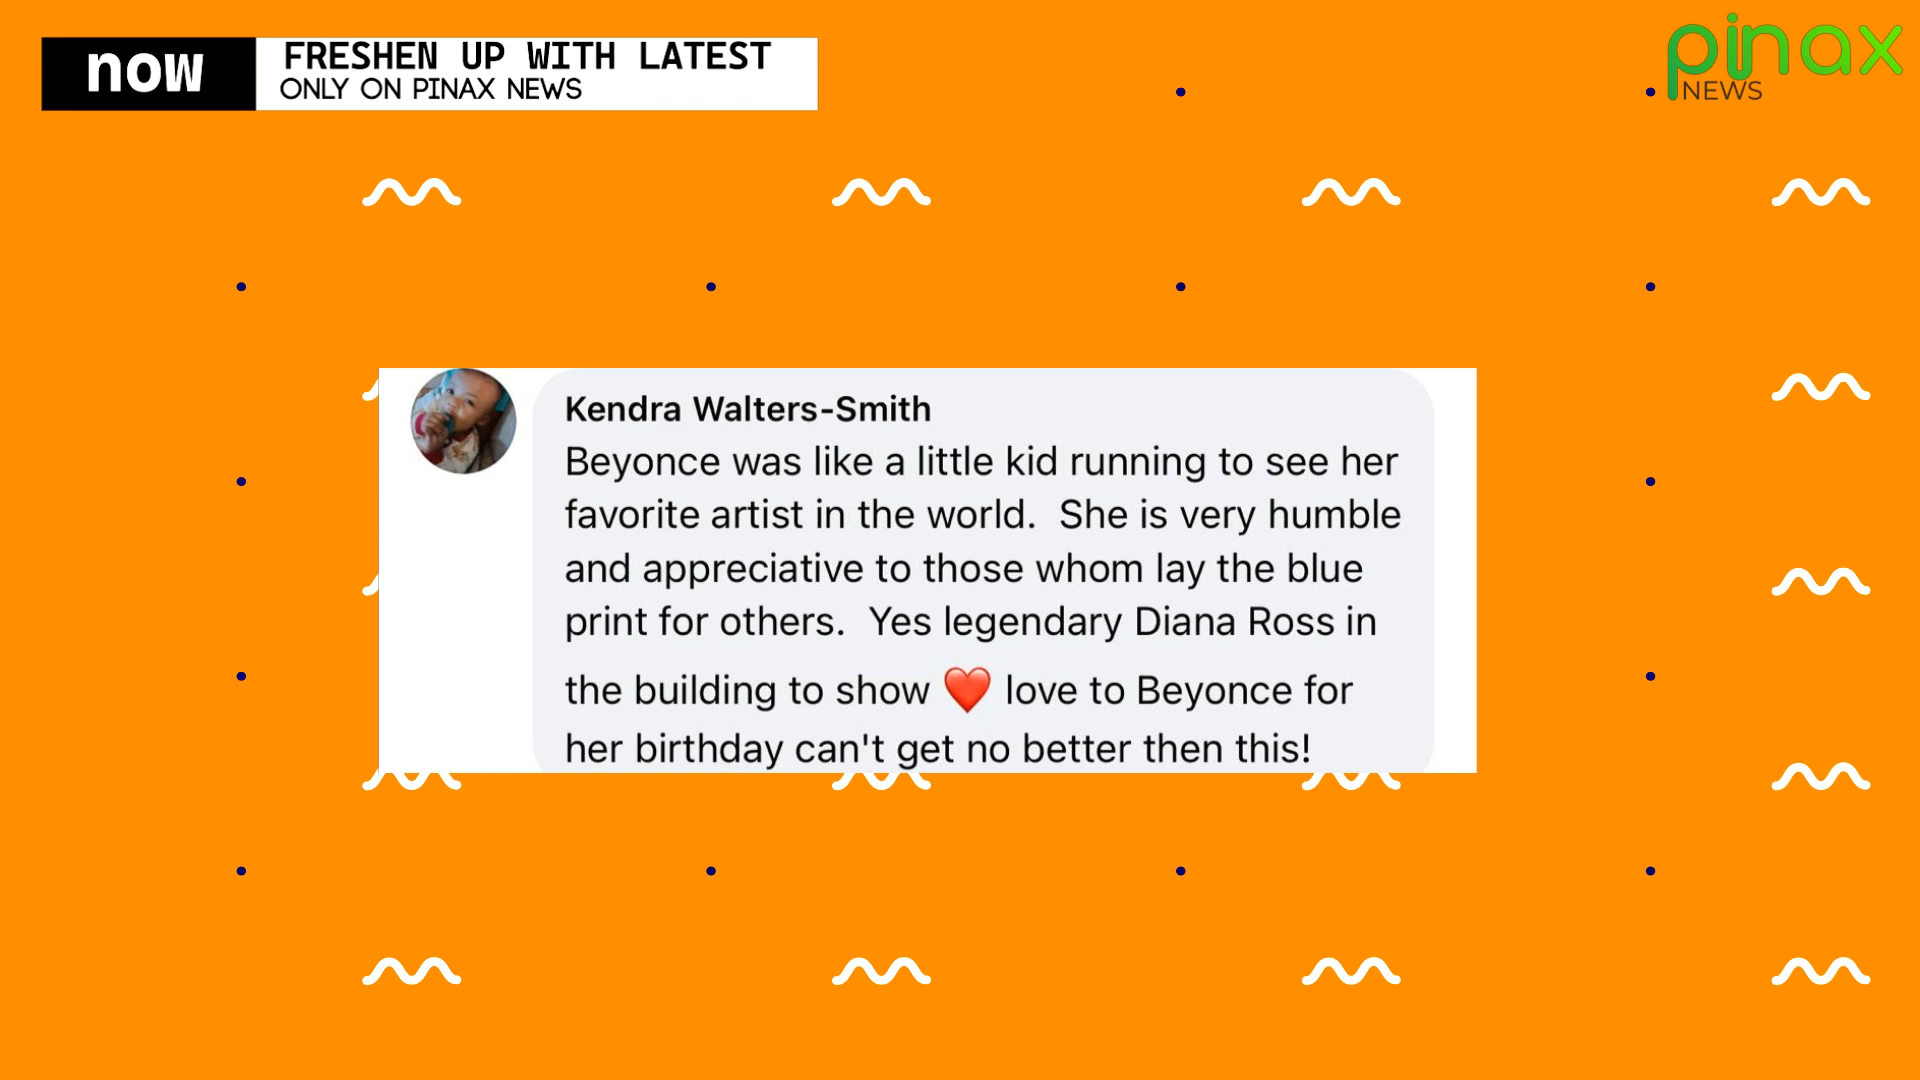 now
FRESHEN UP WITH LATEST
ONLY ON PINAX NEWS
pinax
NEWS
Kendra Walters-Smith
Beyonce was like a little kid running to see her
favorite artist in the world.  She is very humble
and appreciative to those whom lay the blue
print for others.  Yes legendary Diana Ross in
the building to show ❤️ love to Beyonce for
her birthday can't get no better then this!